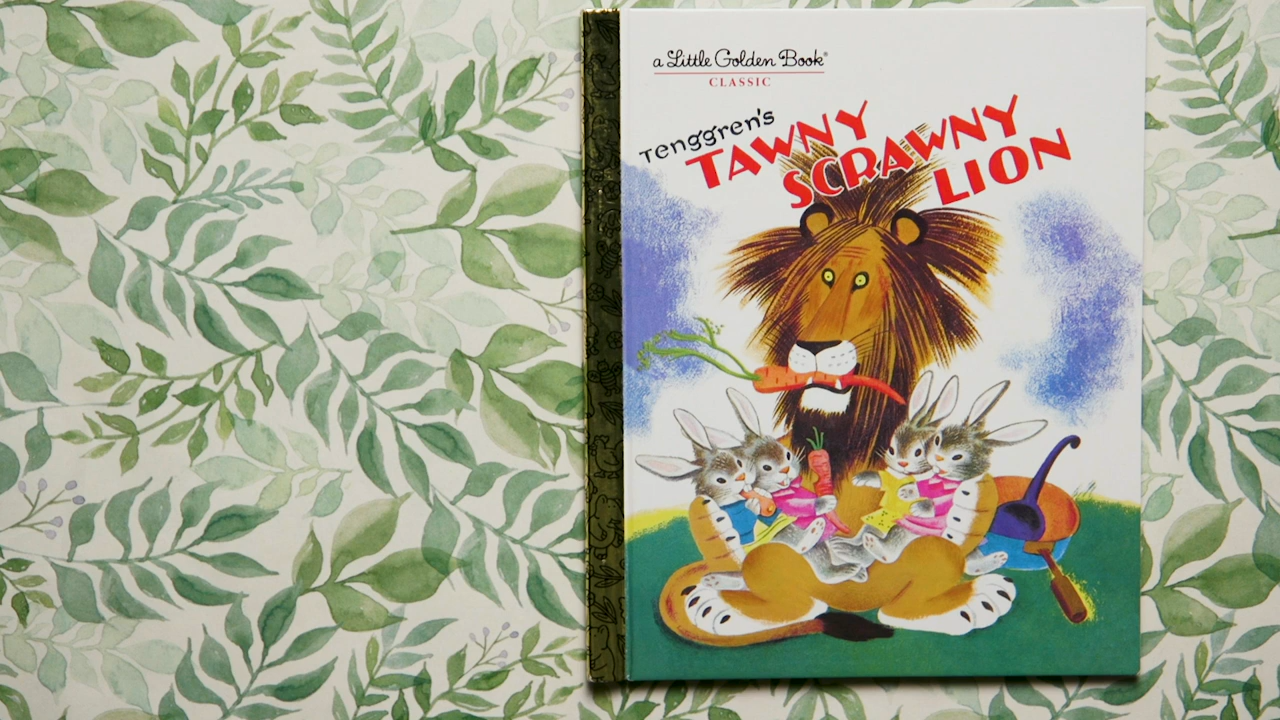 a Little Golden Book®
CLASSIC
Tenggren's
TAWNY
SCRAWNY
LION